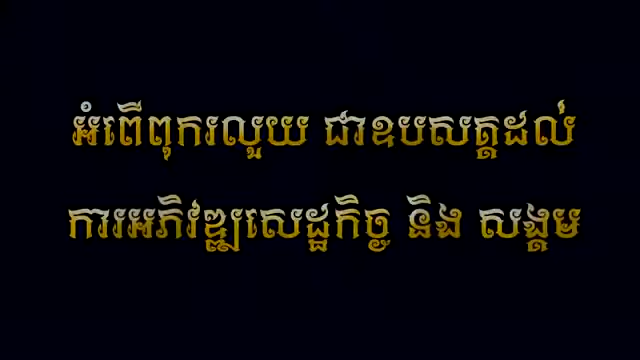 អំពើពុករលួយ ជាឧបសគ្គដល់
ការអភិវឌ្ឍសេដ្ឋកិច្ច និង សង្គម